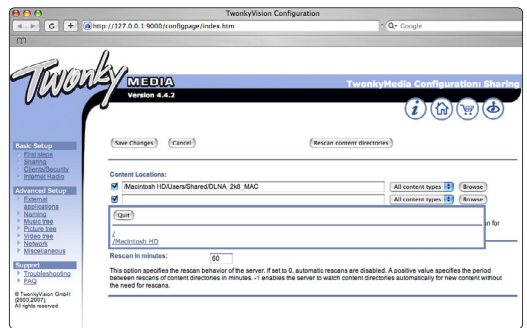 TwonkyVision Configuration
http://127.0.0.1:9000/configpage/index.htm
Google
Twonky MEDIA
Version 4.4.2
TwonkyMedia Configuration: Sharing
Save Changes
Cancel
Rescan content directories
Basic Setup
First steps
Sharing
Clients/Security
Internet Radio
Advanced Setup
External applications
Naming
Music tree
Picture tree
Video tree
Network
Miscellaneous
Support
Troubleshooting
FAQ
© TwonkyVision GmbH
(2003,2007).
All rights reserved
Content Locations:
/Macintosh HD/Users/Shared/DLNA_2k8_MAC
All content types
Browse
All content types
Browse
Quit
/
/Macintosh HD
n for
Rescan in minutes:
60
This option specifies the rescan behavior of the server. If set to 0, automatic rescans are disabled. A positive value specifies the period
between rescans of content directories in minutes. -1 enables the server to watch content directories automatically for new content without
the need for rescans.